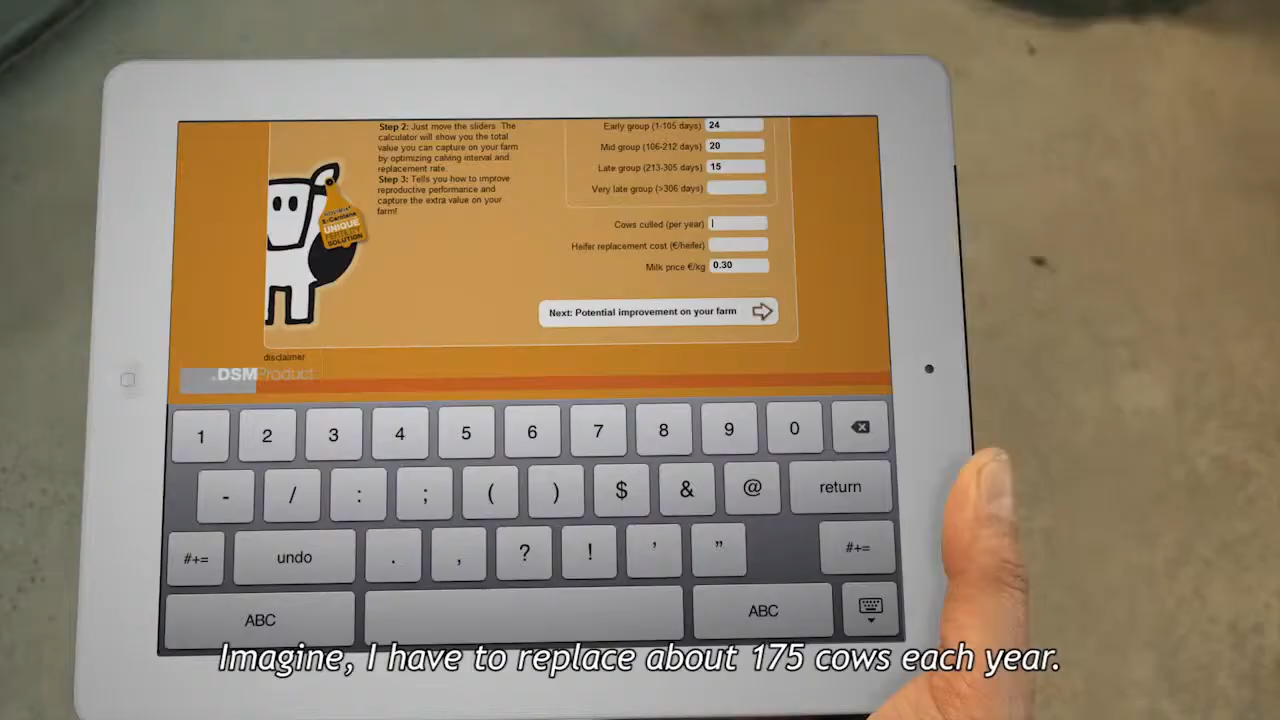 Step 2: Just move the sliders. The
calculator will show you the total
value you can capture on your farm
by optimizing calving interval and
replacement rate.
Step 3: Tells you how to improve
reproductive performance and
capture the extra value on your
farm!
UNIQUE
FERTILITY
SOLUTION
Early group (1-105 days) 24
Mid group (106-212 days) 20
Late group (213-305 days) 15
Very late group (>306 days)
Cows culled (per year)
Heifer replacement cost (€/heifer)
Milk price €/kg 0.30
Next: Potential improvement on your farm
disclaimer
.DSMProduct
1 2 3 4 5 6 7 8 9 0
- / : ; ( ) $ & @ return
#+= undo . , ? ! ’ ” #+=
ABC ABC
Imagine, I have to replace about 175 cows each year.